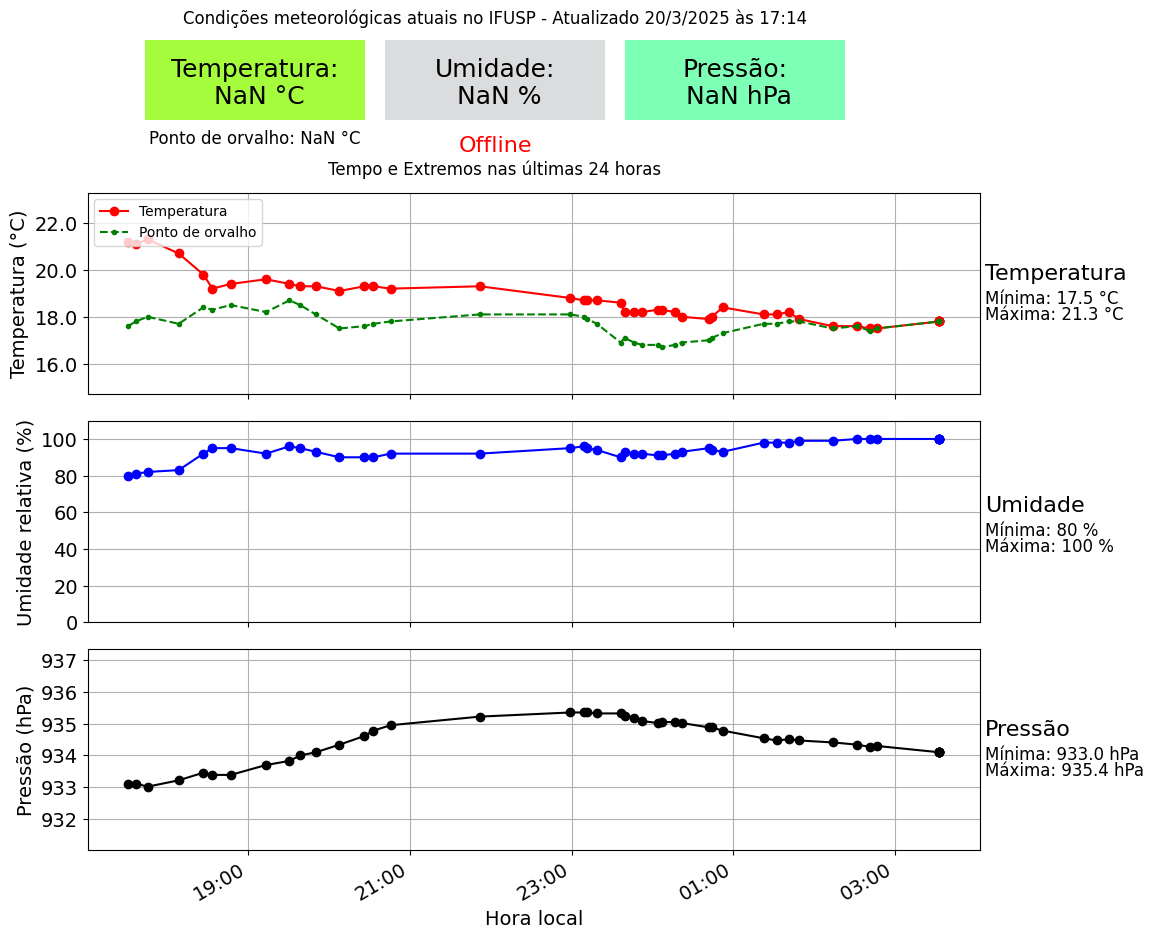 Condições meteorológicas atuais no IFUSP - Atualizado 20/3/2025 às 17:14
Temperatura:
NaN °C
Umidade:
NaN %
Pressão:
NaN hPa
Ponto de orvalho: NaN °C
Offline
Tempo e Extremos nas últimas 24 horas
Temperatura (°C)
22.0
20.0
18.0
16.0
Temperatura
Ponto de orvalho
Temperatura
Mínima: 17.5 °C
Máxima: 21.3 °C
Umidade relativa (%)
100
80
60
40
20
0
Umidade
Mínima: 80 %
Máxima: 100 %
Pressão (hPa)
937
936
935
934
933
932
Pressão
Mínima: 933.0 hPa
Máxima: 935.4 hPa
19:00
21:00
23:00
01:00
03:00
Hora local